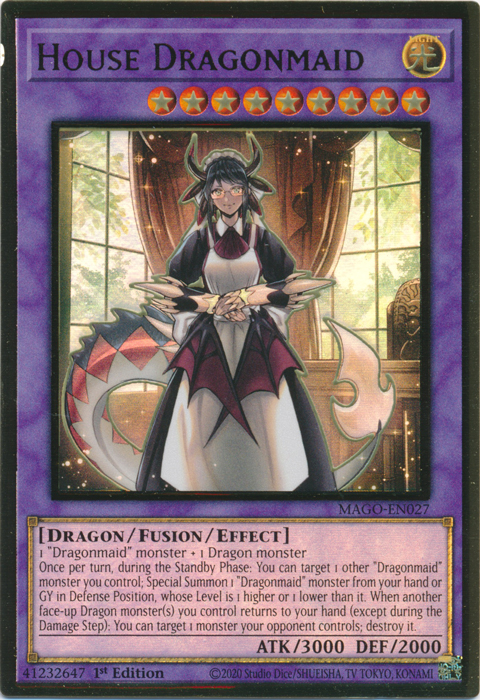 HOUSE DRAGONMAID
LIGHT
光
MAGO-EN027
[DRAGON/FUSION/EFFECT]
1 "Dragonmaid" monster + 1 Dragon monster
Once per turn, during the Standby Phase: You can target 1 other "Dragonmaid"
monster you control; Special Summon 1 "Dragonmaid" monster from your hand or
GY in Defense Position, whose Level is 1 higher or 1 lower than it. When another
face-up Dragon monster(s) you control returns to your hand (except during the
Damage Step): You can target 1 monster your opponent controls; destroy it.
ATK/3000 DEF/2000
41232647 1st Edition ©2020 Studio Dice/SHUEISHA, TV TOKYO, KONAMI